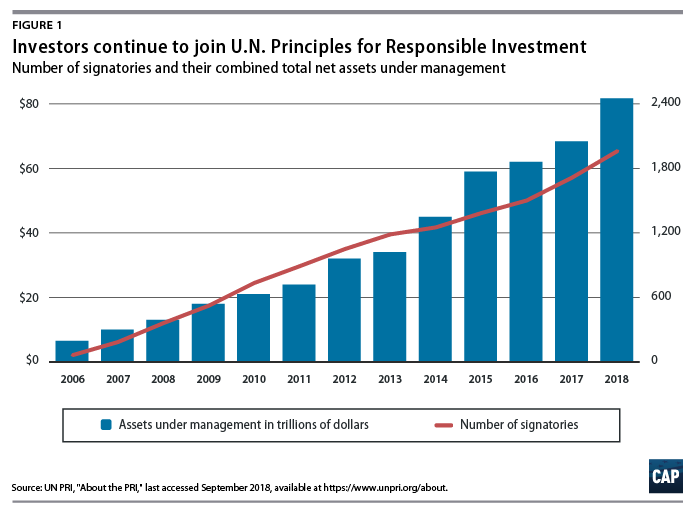 FIGURE 1
Investors continue to join U.N. Principles for Responsible Investment
Number of signatories and their combined total net assets under management
$80 2,400
$60 1,800
$40 1,200
$20 600
$0 0
2006 2007 2008 2009 2010 2011 2012 2013 2014 2015 2016 2017 2018
Assets under management in trillions of dollars Number of signatories
CAP
Source: UN PRI, "About the PRI," last accessed September 2018, available at https://www.unpri.org/about.